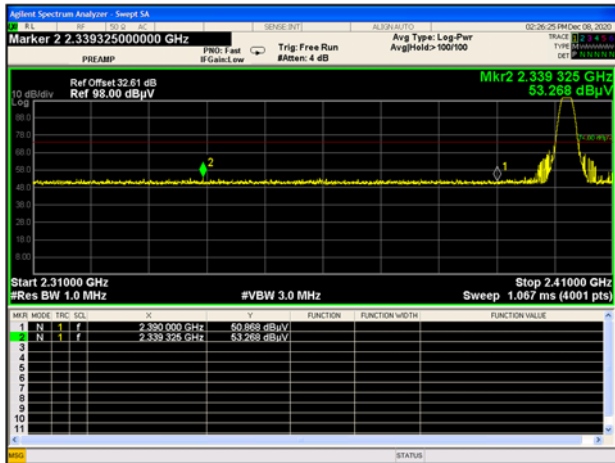 Agilent Spectrum Analyzer - Swept SA
RL RF 50 Ω AC SENSE:INT ALIGN AUTO 02:26:25 PM Dec 08, 2020
Marker 2 2.339325000000 GHz Avg Type: Log-Pwr TRACE 1 2 3 4 5 6
PNO: Fast Trig: Free Run Avg|Hold:>100/100 TYPE MWWWWW
PREAMP IFGain:Low #Atten: 4 dB DET P N N N N N
Mkr2 2.339 325 GHz
Ref Offset 32.61 dB
10 dB/div Ref 98.00 dBµV 53.268 dBµV
Log
88.0
78.0
68.0
58.0
48.0
38.0
28.0
18.0
8.00
2
1
Start 2.31000 GHz Stop 2.41000 GHz
#Res BW 1.0 MHz #VBW 3.0 MHz Sweep 1.067 ms (4001 pts)
MKR MODE TRC SCL X Y FUNCTION FUNCTION WIDTH FUNCTION VALUE
1 N 1 f 2.390 000 GHz 50.868 dBµV
2 N 1 f 2.339 325 GHz 53.268 dBµV
3
4
5
6
7
8
9
10
11
MSG STATUS